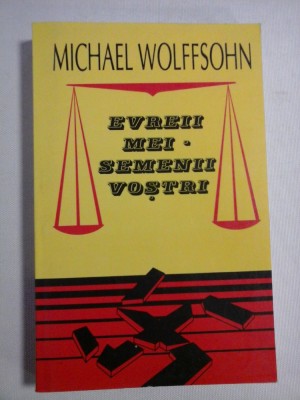 MICHAEL WOLFFSOHN
EVREII
MEI -
SEMENII
VOȘTRI